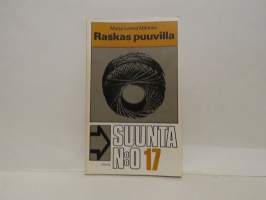 Marja-Leena Mikkola
Raskas puuvilla
SUUNTA
N:O 17